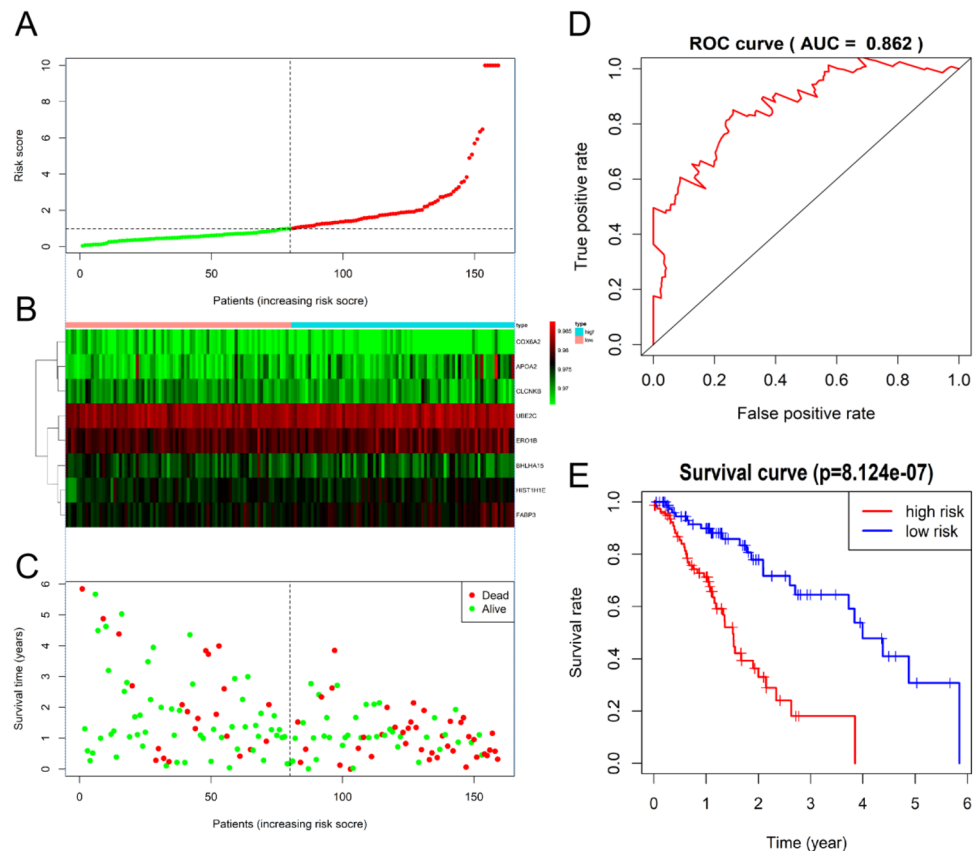 A
Risk score
10
8
6
4
2
0
0
50
100
150
Patients (increasing risk socre)
B
type
COX6A2
APOA2
CLCNKB
UBE2C
ERO1B
BHLHA15
HIST1H1E
FABP3
9.985
9.98
9.975
9.97
type
high
low
C
Survival time (years)
6
5
4
3
2
1
0
Dead
Alive
0
50
100
150
Patients (increasing risk socre)
D
ROC curve ( AUC = 0.862 )
True positive rate
1.0
0.8
0.6
0.4
0.2
0.0
0.0
0.2
0.4
0.6
0.8
1.0
False positive rate
E
Survival curve (p=8.124e-07)
high risk
low risk
Survival rate
1.0
0.8
0.6
0.4
0.2
0.0
0
1
2
3
4
5
6
Time (year)